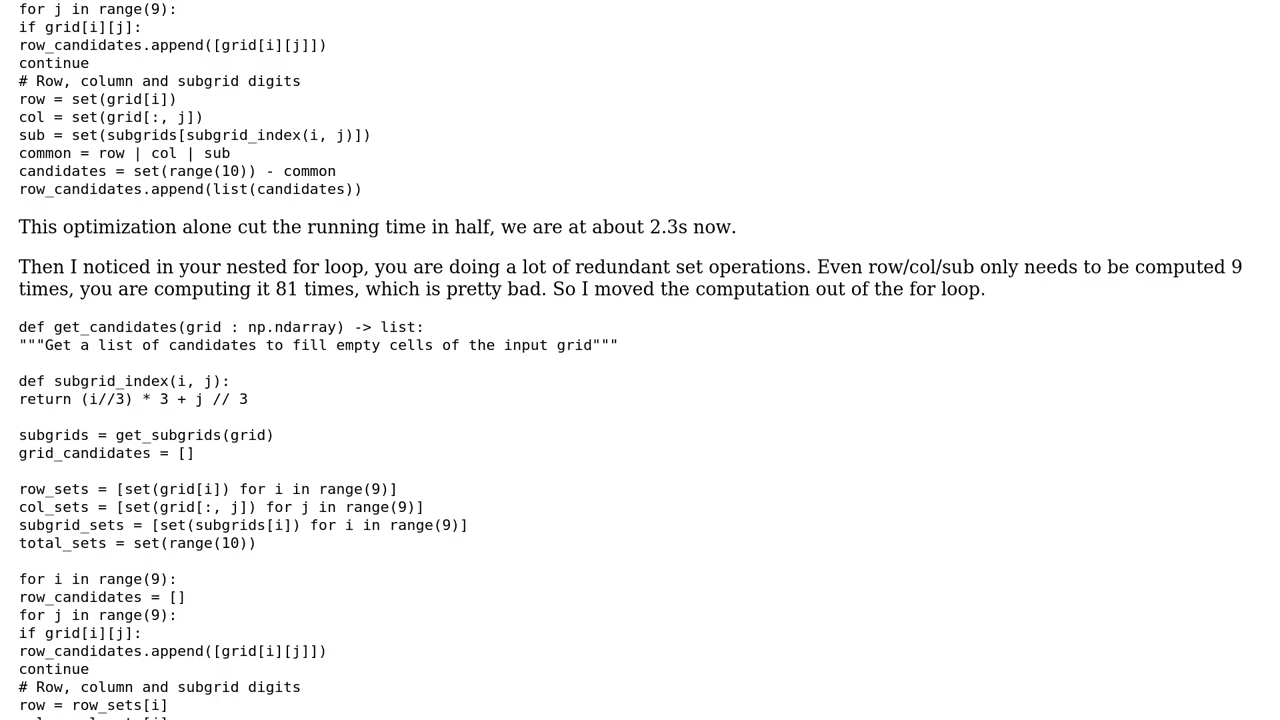 for j in range(9):
if grid[i][j]:
row_candidates.append([grid[i][j]])
continue
# Row, column and subgrid digits
row = set(grid[i])
col = set(grid[:, j])
sub = set(subgrids[subgrid_index(i, j)])
common = row | col | sub
candidates = set(range(10)) - common
row_candidates.append(list(candidates))
This optimization alone cut the running time in half, we are at about 2.3s now.
Then I noticed in your nested for loop, you are doing a lot of redundant set operations. Even row/col/sub only needs to be computed 9
times, you are computing it 81 times, which is pretty bad. So I moved the computation out of the for loop.
def get_candidates(grid : np.ndarray) -> list:
"""Get a list of candidates to fill empty cells of the input grid"""
def subgrid_index(i, j):
return (i//3) * 3 + j // 3
subgrids = get_subgrids(grid)
grid_candidates = []
row_sets = [set(grid[i]) for i in range(9)]
col_sets = [set(grid[:, j]) for j in range(9)]
subgrid_sets = [set(subgrids[i]) for i in range(9)]
total_sets = set(range(10))
for i in range(9):
row_candidates = []
for j in range(9):
if grid[i][j]:
row_candidates.append([grid[i][j]])
continue
# Row, column and subgrid digits
row = row_sets[i]